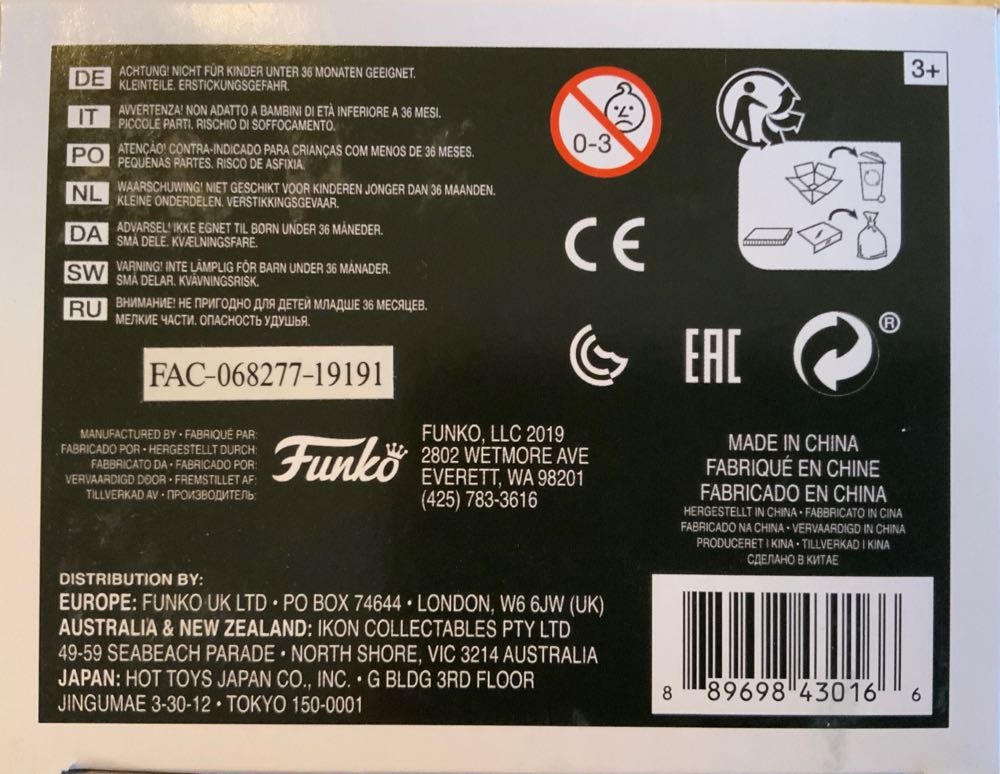 3+
DE ACHTUNG! NICHT FÜR KINDER UNTER 36 MONATEN GEEIGNET.
KLEINTEILE. ERSTICKUNGSGEFAHR.
IT AVVERTENZA! NON ADATTO A BAMBINI DI ETÀ INFERIORE A 36 MESI.
PICCOLE PARTI. RISCHIO DI SOFFOCAMENTO.
PO ATENÇÃO! CONTRA-INDICADO PARA CRIANÇAS COM MENOS DE 36 MESES.
PEQUENAS PARTES. RISCO DE ASFIXIA.
NL WAARSCHUWING! NIET GESCHIKT VOOR KINDEREN JONGER DAN 36 MAANDEN.
KLEINE ONDERDELEN. VERSTIKKINGSGEVAAR.
DA ADVARSEL! IKKE EGNET TIL BØRN UNDER 36 MÅNEDER.
SMÅ DELE. KVÆLNINGSFARE.
SW VARNING! INTE LÄMPLIG FÖR BARN UNDER 36 MÅNADER.
SMÅ DELAR. KVÄVNINGSRISK.
RU ВНИМАНИЕ! НЕ ПРИГОДНО ДЛЯ ДЕТЕЙ МЛАДШЕ 36 МЕСЯЦЕВ.
МЕЛКИЕ ЧАСТИ. ОПАСНОСТЬ УДУШЬЯ.
0-3
CE
EAC
®
FAC-068277-19191
MANUFACTURED BY • FABRIQUÉ PAR:
FABRICADO POR • HERGESTELLT DURCH:
FABBRICATO DA • FABRICADO POR:
VERVAARDIGD DOOR • FREMSTILLET AF:
TILLVERKAD AV • ПРОИЗВОДИТЕЛЬ:
Funko
FUNKO, LLC 2019
2802 WETMORE AVE
EVERETT, WA 98201
(425) 783-3616
MADE IN CHINA
FABRIQUÉ EN CHINE
FABRICADO EN CHINA
HERGESTELLT IN CHINA • FABBRICATO IN CINA
FABRICADO NA CHINA • VERVAARDIGD IN CHINA
PRODUCERET I KINA • TILLVERKAD I KINA
СДЕЛАНО В КИТАЕ
DISTRIBUTION BY:
EUROPE: FUNKO UK LTD • PO BOX 74644 • LONDON, W6 6JW (UK)
AUSTRALIA & NEW ZEALAND: IKON COLLECTABLES PTY LTD
49-59 SEABEACH PARADE • NORTH SHORE, VIC 3214 AUSTRALIA
JAPAN: HOT TOYS JAPAN CO., INC. • G BLDG 3RD FLOOR
JINGUMAE 3-30-12 • TOKYO 150-0001
8 89698 43016 6